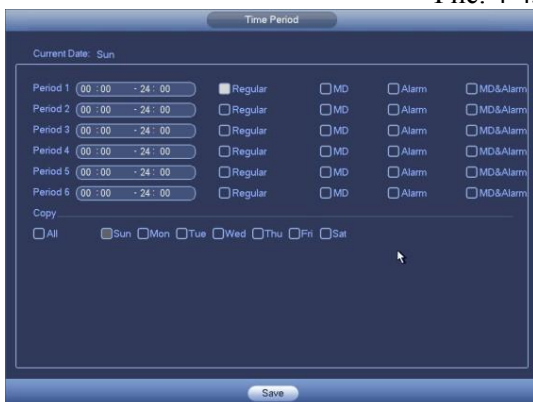 Time Period
Current Date: Sun
Period 1 00 : 00 - 24 : 00 Regular MD Alarm MD&Alarm
Period 2 00 : 00 - 24 : 00 Regular MD Alarm MD&Alarm
Period 3 00 : 00 - 24 : 00 Regular MD Alarm MD&Alarm
Period 4 00 : 00 - 24 : 00 Regular MD Alarm MD&Alarm
Period 5 00 : 00 - 24 : 00 Regular MD Alarm MD&Alarm
Period 6 00 : 00 - 24 : 00 Regular MD Alarm MD&Alarm
Copy
All Sun Mon Tue Wed Thu Fri Sat
Save